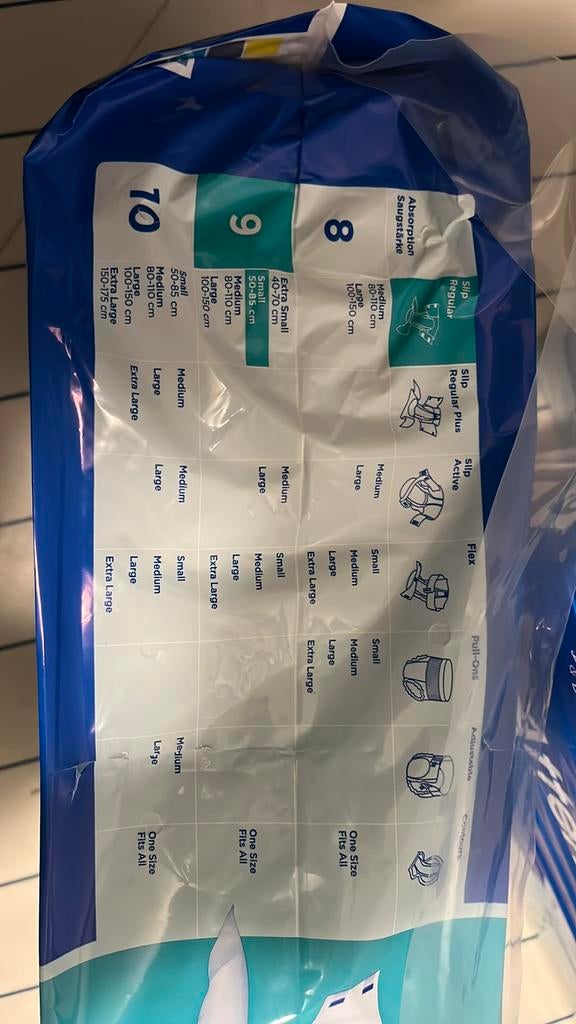 Absorption
Saugstärke
Slip
Regular
Slip
Regular Plus
Slip
Active
Flex
Pull-Ons
Adjustable
Contours
8
Medium
80-110 cm
Large
100-150 cm
Medium
Large
Small
Medium
Large
Extra Large
Small
Medium
Large
Extra Large
One Size
Fits All
9
Extra Small
40-70 cm
Small
50-85 cm
Medium
80-110 cm
Large
100-150 cm
Medium
Large
Small
Medium
Large
Extra Large
One Size
Fits All
10
Small
50-85 cm
Medium
80-110 cm
Large
100-150 cm
Extra Large
150-175 cm
Medium
Large
Extra Large
Medium
Large
Small
Medium
Large
Extra Large
Medium
Large
One Size
Fits All